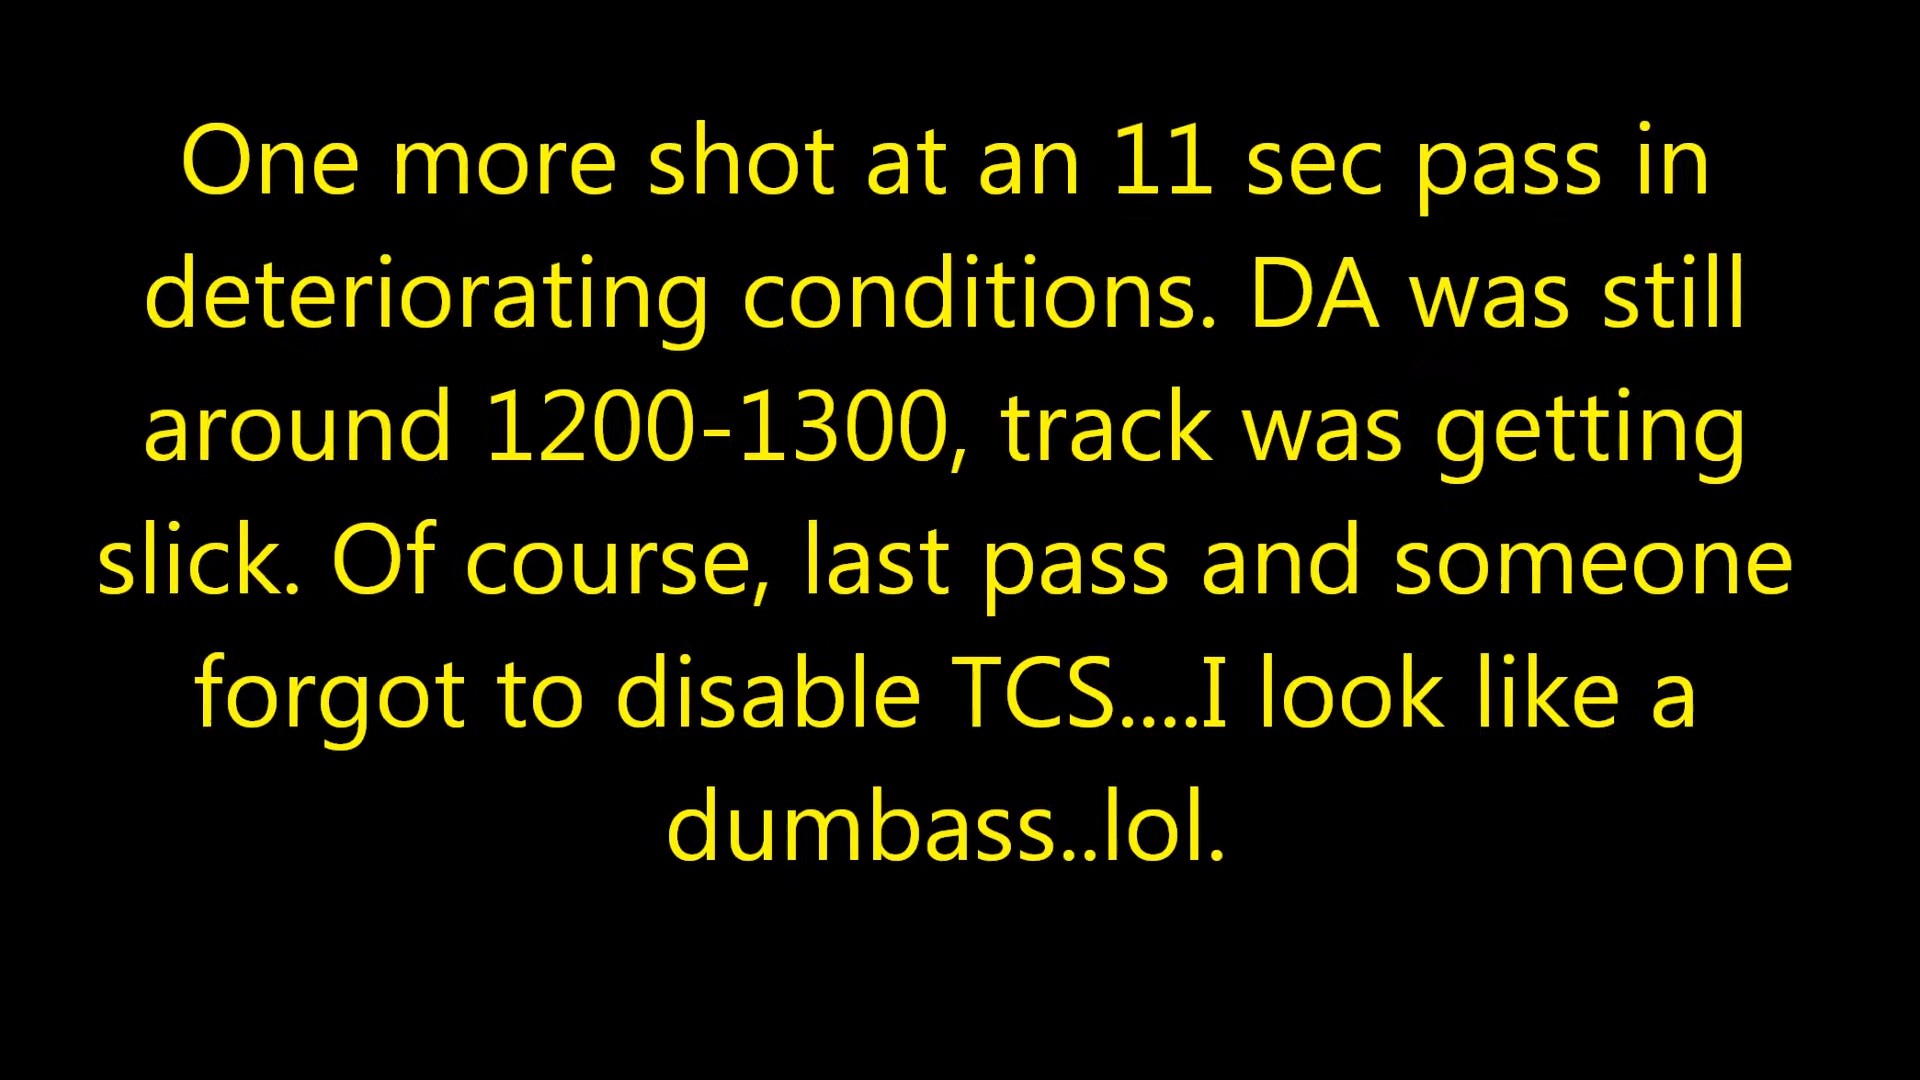 One more shot at an 11 sec pass in
deteriorating conditions. DA was still
around 1200-1300, track was getting
slick. Of course, last pass and someone
forgot to disable TCS....I look like a
dumbass..lol.